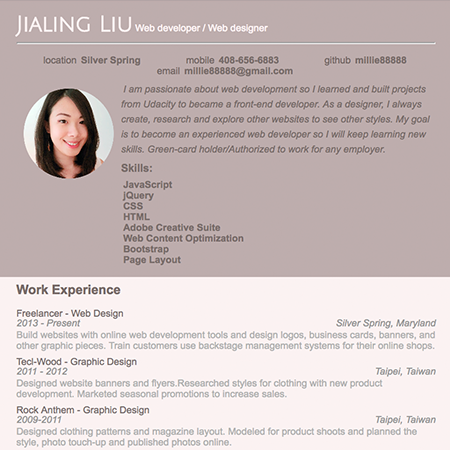 Jialing Liu Web developer / Web designer
location Silver Spring mobile 408-656-6883 github millie88888
email millie88888@gmail.com
I am passionate about web development so I learned and built projects
from Udacity to became a front-end developer. As a designer, I always
create, research and explore other websites to see other styles. My goal
is to become an experienced web developer so I will keep learning new
skills. Green-card holder/Authorized to work for any employer.
Skills:
JavaScript
jQuery
CSS
HTML
Adobe Creative Suite
Web Content Optimization
Bootstrap
Page Layout
Work Experience
Freelancer - Web Design
2013 - Present Silver Spring, Maryland
Build websites with online web development tools and design logos, business cards, banners, and
other graphic pieces. Train customers use backstage management systems for their online shops.
Tecl-Wood - Graphic Design
2011 - 2012 Taipei, Taiwan
Designed website banners and flyers.Researched styles for clothing with new product
development. Marketed seasonal promotions to increase sales.
Rock Anthem - Graphic Design
2009-2011 Taipei, Taiwan
Designed clothing patterns and magazine layout. Modeled for product shoots and planned the
style, photo touch-up and published photos online.